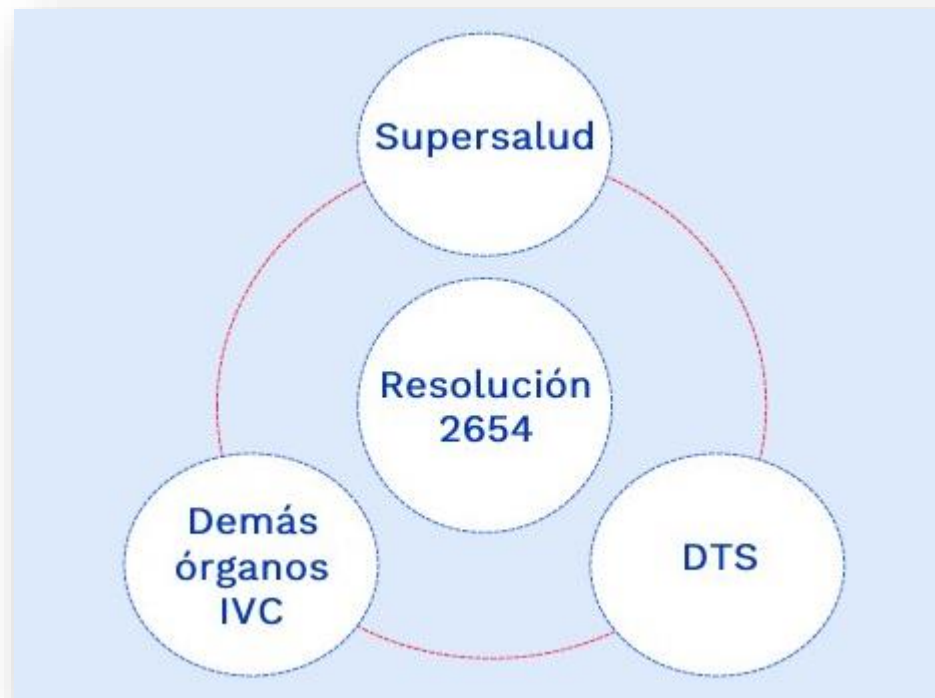 Supersalud
Resolución
2654
Demás
órganos
IVC
DTS